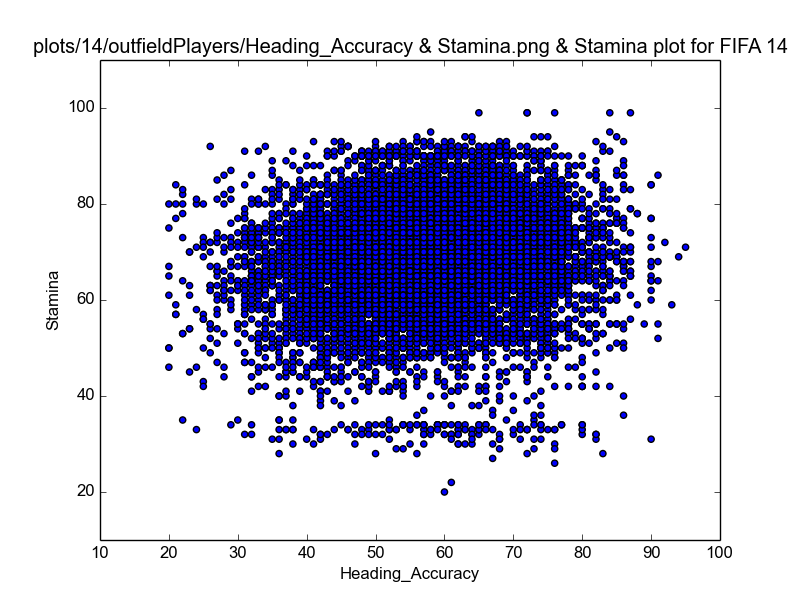 plots/14/outfieldPlayers/Heading_Accuracy & Stamina.png & Stamina plot for FIFA 14
100
80
60
40
20
Stamina
10 20 30 40 50 60 70 80 90 100
Heading_Accuracy